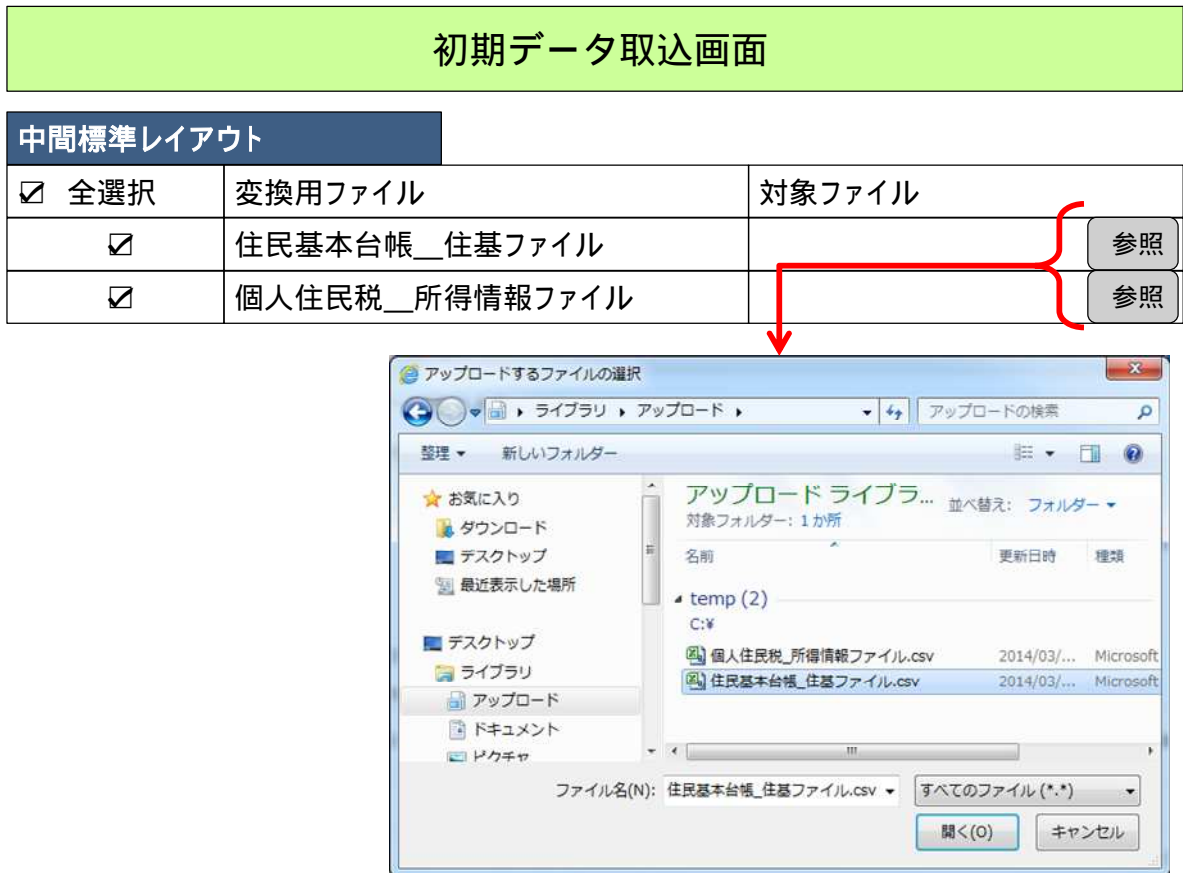 初期データ取込画面
中間標準レイアウト
☑ 全選択 変換用ファイル 対象ファイル
☑ 住民基本台帳__住基ファイル 参照
☑ 個人住民税__所得情報ファイル 参照
アップロードするファイルの選択
ライブラリ アップロード アップロードの検索
整理 新しいフォルダー
お気に入り
ダウンロード
デスクトップ
最近表示した場所
デスクトップ
ライブラリ
アップロード
ドキュメント
ピクチャ
アップロード ライブラ... 並べ替え: フォルダー
対象フォルダー: 1 か所
名前 更新日時 種類
temp (2)
C:¥
個人住民税_所得情報ファイル.csv 2014/03/... Microsoft
住民基本台帳_住基ファイル.csv 2014/03/... Microsoft
ファイル名(N): 住民基本台帳_住基ファイル.csv すべてのファイル (*.*)
開く(O) キャンセル